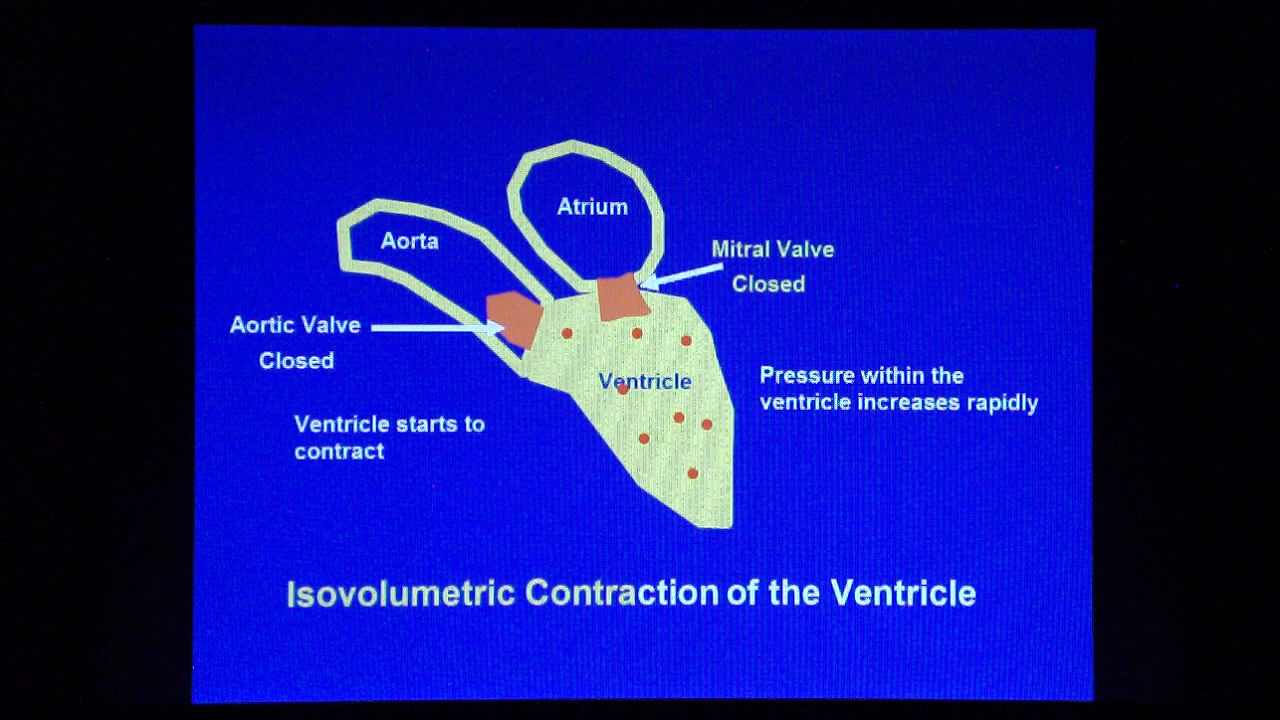 Atrium
Aorta
Mitral Valve
Closed
Aortic Valve
Closed
Ventricle
Pressure within the
ventricle increases rapidly
Ventricle starts to
contract
Isovolumetric Contraction of the Ventricle